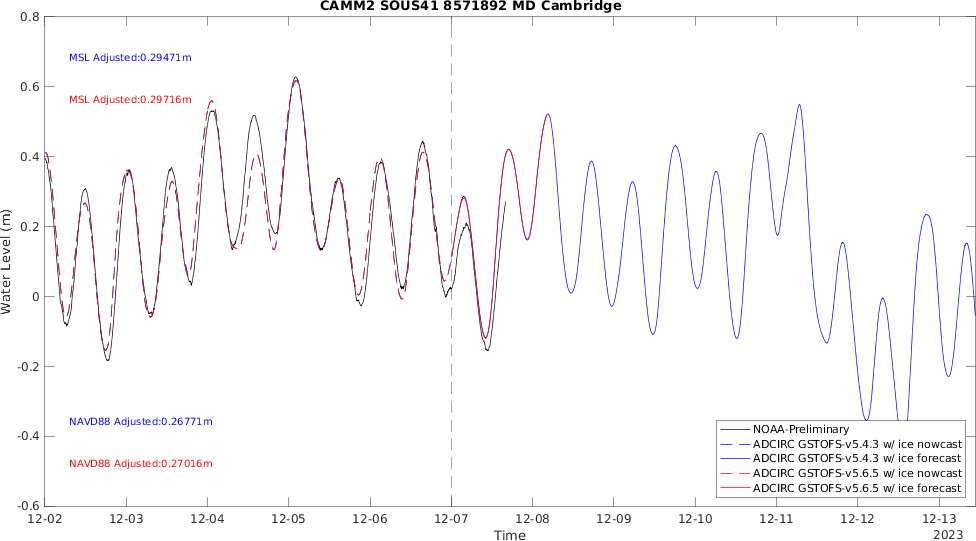 CAMM2 SOUS41 8571892 MD Cambridge
0.8
0.6
0.4
0.2
0
-0.2
-0.4
-0.6
Water Level (m)
MSL Adjusted:0.29471m
MSL Adjusted:0.29716m
NAVD88 Adjusted:0.26771m
NAVD88 Adjusted:0.27016m
NOAA-Preliminary
ADCIRC GSTOFS-v5.4.3 w/ ice nowcast
ADCIRC GSTOFS-v5.4.3 w/ ice forecast
ADCIRC GSTOFS-v5.6.5 w/ ice nowcast
ADCIRC GSTOFS-v5.6.5 w/ ice forecast
12-02 12-03 12-04 12-05 12-06 12-07 12-08 12-09 12-10 12-11 12-12 12-13
Time
2023